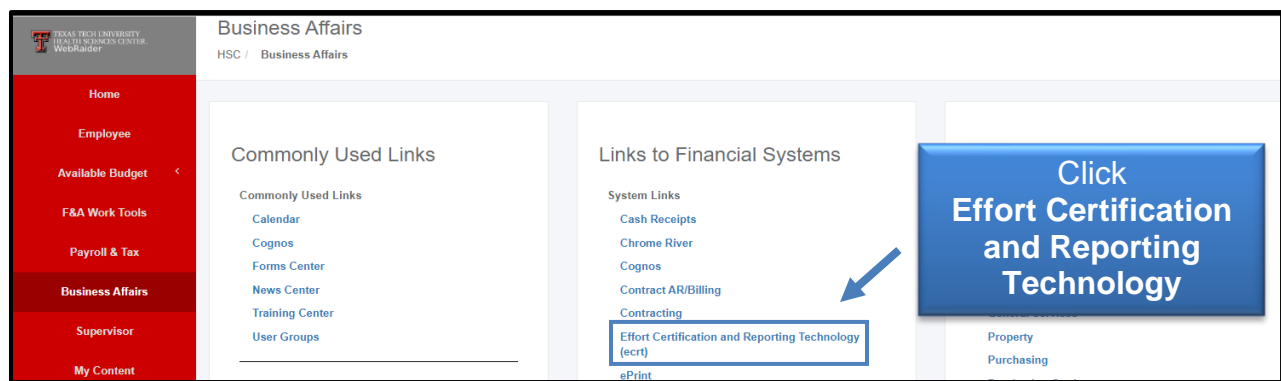 TEXAS TECH UNIVERSITY
HEALTH SCIENCES CENTER.
WebRaider
Home
Employee
Available Budget <
F&A Work Tools
Payroll & Tax
Business Affairs
Supervisor
My Content
Business Affairs
HSC / Business Affairs
Commonly Used Links
Commonly Used Links
Calendar
Cognos
Forms Center
News Center
Training Center
User Groups
Links to Financial Systems
System Links
Cash Receipts
Chrome River
Cognos
Contract AR/Billing
Contracting
Effort Certification and Reporting Technology
(ecrt)
ePrint
Click
Effort Certification
and Reporting
Technology
General Services
Property
Purchasing